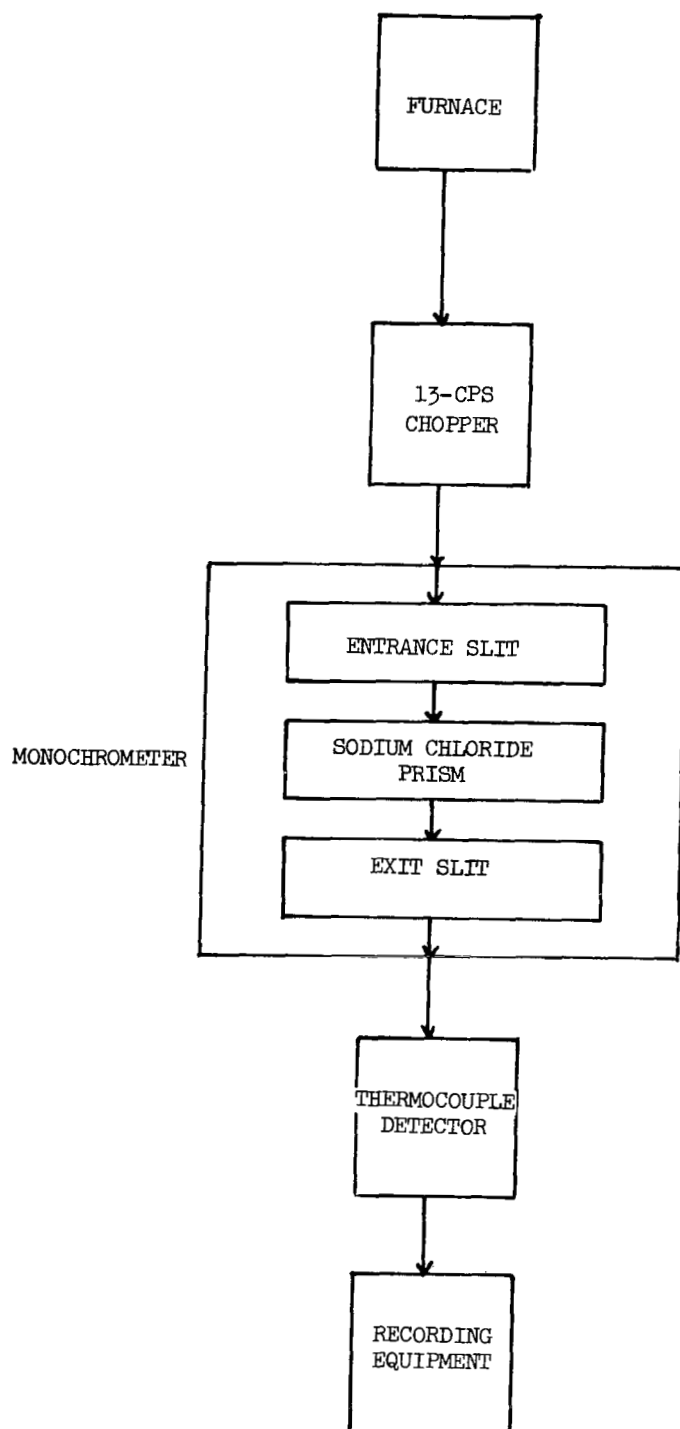 FURNACE
13-CPS
CHOPPER
ENTRANCE SLIT
MONOCHROMETER
SODIUM CHLORIDE
PRISM
EXIT SLIT
THERMOCOUPLE
DETECTOR
RECORDING
EQUIPMENT